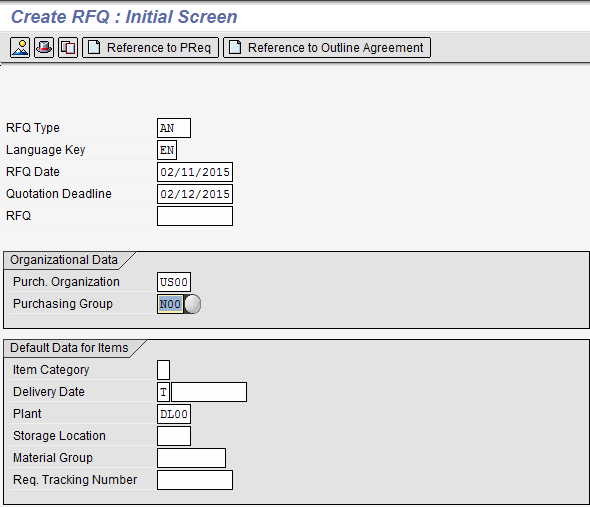 Create RFQ : Initial Screen
Reference to PReq Reference to Outline Agreement
RFQ Type AN
Language Key EN
RFQ Date 02/11/2015
Quotation Deadline 02/12/2015
RFQ
Organizational Data
Purch. Organization US00
Purchasing Group N00
Default Data for Items
Item Category
Delivery Date T
Plant DL00
Storage Location
Material Group
Req. Tracking Number